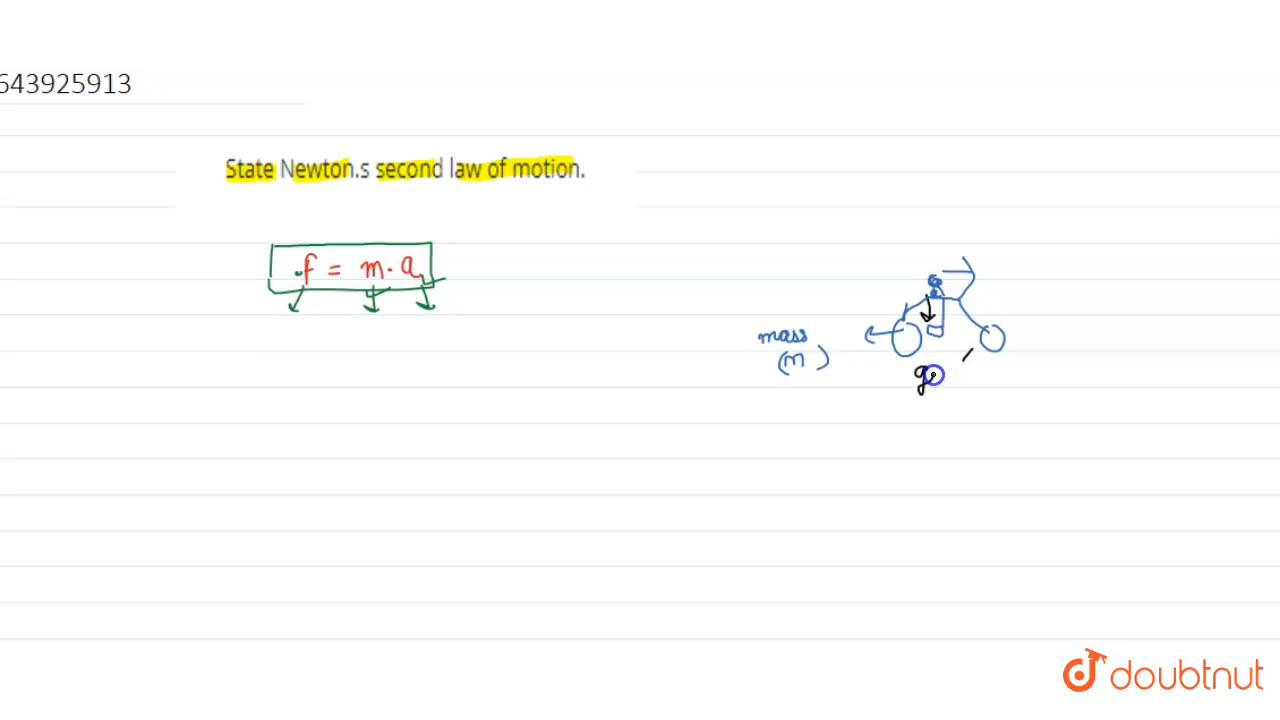 643925913
State Newton.s second law of motion.
f = m. a
mass
(m)
g
doubtnut